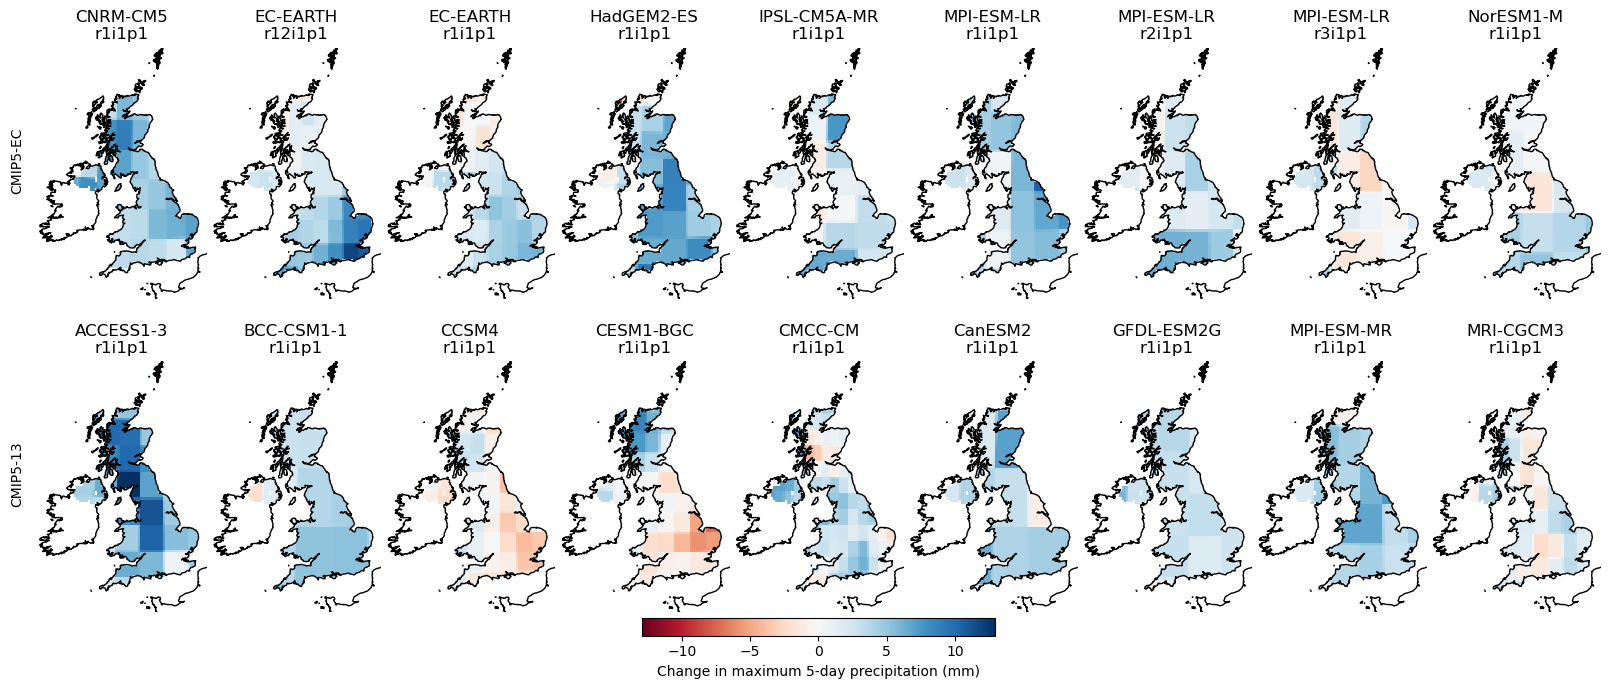 CNRM-CM5 EC-EARTH EC-EARTH HadGEM2-ES IPSL-CM5A-MR MPI-ESM-LR MPI-ESM-LR MPI-ESM-LR NorESM1-M
r1i1p1 r12i1p1 r1i1p1 r1i1p1 r1i1p1 r1i1p1 r2i1p1 r3i1p1 r1i1p1
CMIP5-EC
ACCESS1-3 BCC-CSM1-1 CCSM4 CESM1-BGC CMCC-CM CanESM2 GFDL-ESM2G MPI-ESM-MR MRI-CGCM3
r1i1p1 r1i1p1 r1i1p1 r1i1p1 r1i1p1 r1i1p1 r1i1p1 r1i1p1 r1i1p1
CMIP5-13
−10 −5 0 5 10
Change in maximum 5-day precipitation (mm)